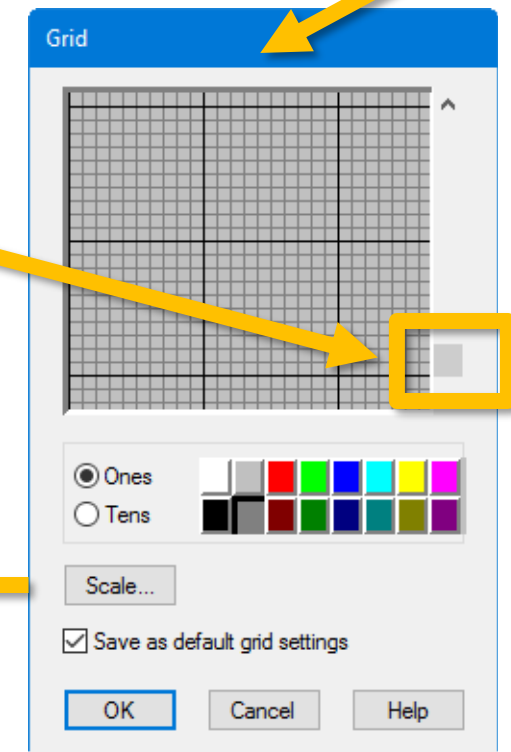 Grid
Ones
Tens
Scale...
Save as default grid settings
OK Cancel Help